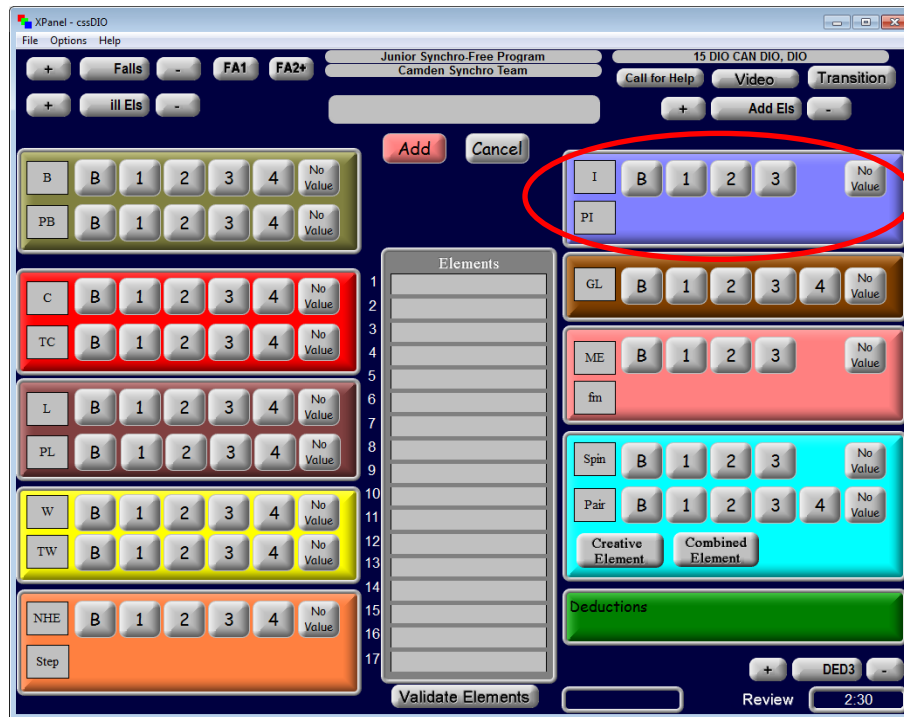 XPanel - cssDIO
File Options Help
+ Falls - FA1 FA2+
Junior Synchro-Free Program
Camden Synchro Team
15 DIO CAN DIO, DIO
Call for Help Video Transition
+ ill Els -
+ Add Els -
Add Cancel
B B 1 2 3 4 No Value
PB B 1 2 3 4 No Value
C B 1 2 3 4 No Value
TC B 1 2 3 4 No Value
L B 1 2 3 4 No Value
PL B 1 2 3 4 No Value
W B 1 2 3 4 No Value
TW B 1 2 3 4 No Value
NHE B 1 2 3 4 No Value
Step
Elements
1
2
3
4
5
6
7
8
9
10
11
12
13
14
15
16
17
Validate Elements
I B 1 2 3 No Value
PI
GL B 1 2 3 4 No Value
ME B 1 2 3 No Value
fm
Spin B 1 2 3 No Value
Pair B 1 2 3 4 No Value
Creative Element Combined Element
Deductions
+ DED3 -
Review 2:30